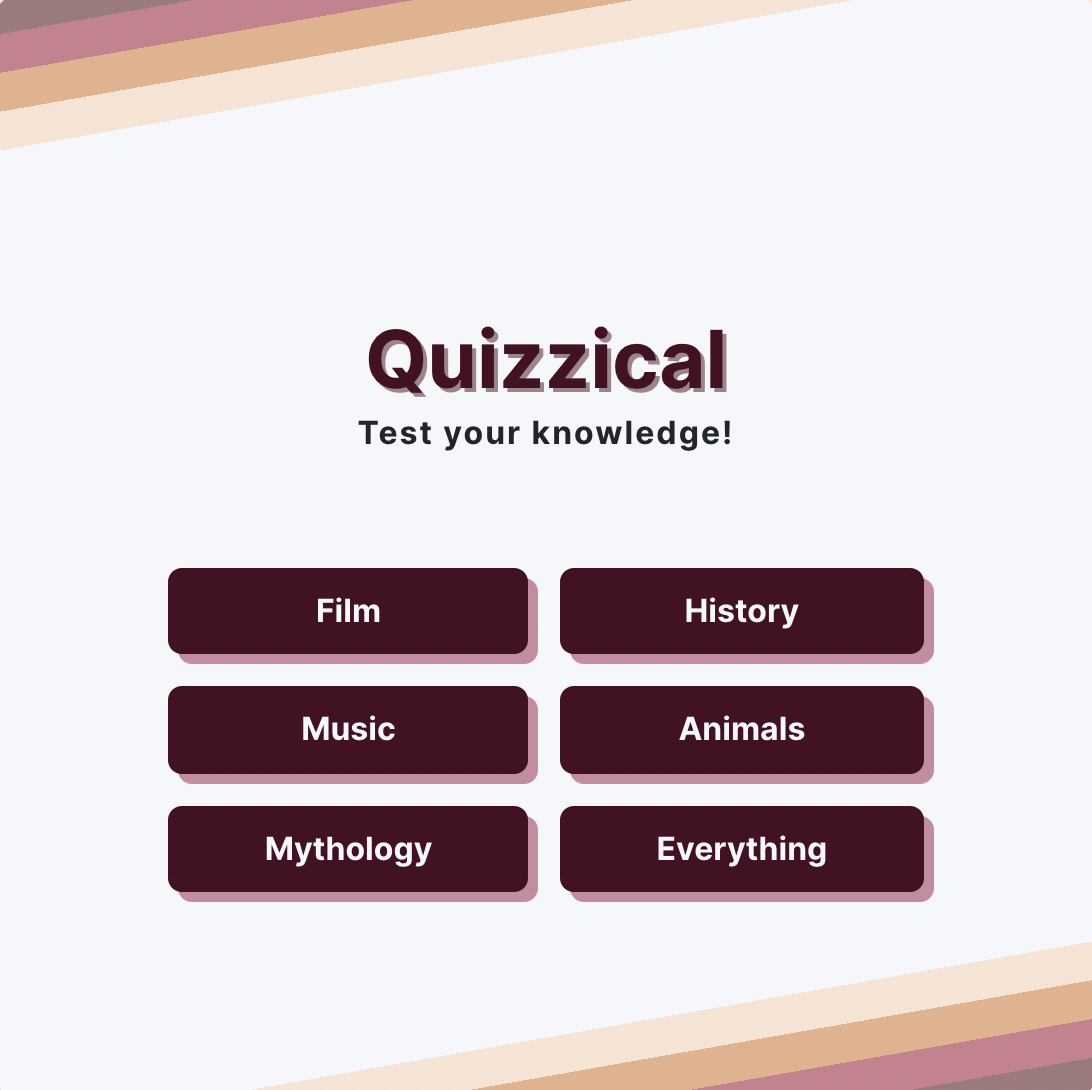 Quizzical
Test your knowledge!
Film
History
Music
Animals
Mythology
Everything